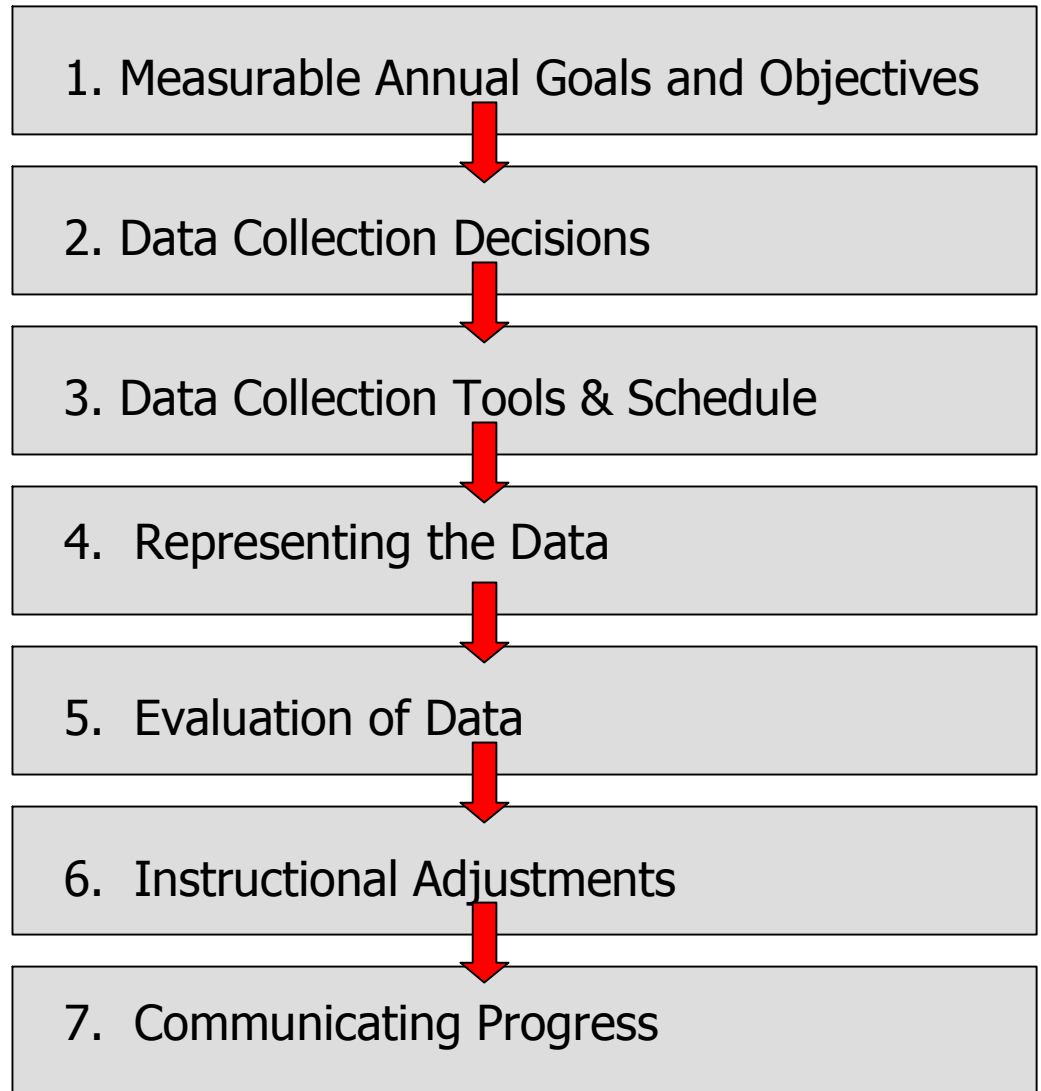 1. Measurable Annual Goals and Objectives
2. Data Collection Decisions
3. Data Collection Tools & Schedule
4. Representing the Data
5. Evaluation of Data
6. Instructional Adjustments
7. Communicating Progress